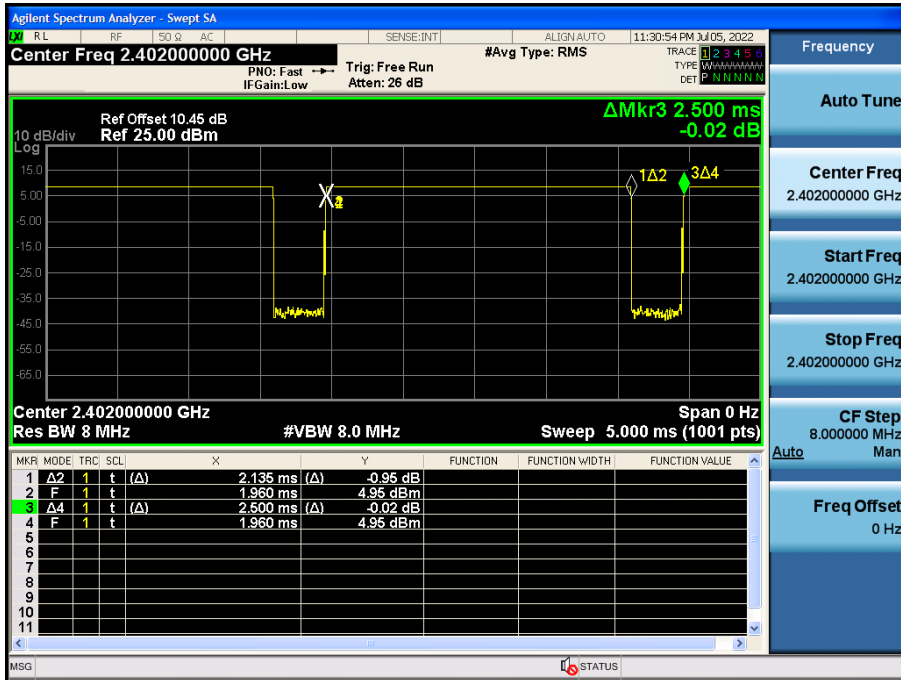 Agilent Spectrum Analyzer - Swept SA
LXI RL RF 50 Ω AC SENSE:INT ALIGN AUTO 11:30:54 PM Jul 05, 2022
Center Freq 2.402000000 GHz #Avg Type: RMS TRACE 1 2 3 4 5 6
PNO: Fast Trig: Free Run TYPE WWWWWW
IFGain:Low Atten: 26 dB DET P N N N N N
Ref Offset 10.45 dB ΔMkr3 2.500 ms
10 dB/div Ref 25.00 dBm -0.02 dB
Log
15.0
1Δ2 3Δ4
5.00
-5.00
-15.0
-25.0
-35.0
-45.0
-55.0
-65.0
Center 2.402000000 GHz Span 0 Hz
Res BW 8 MHz #VBW 8.0 MHz Sweep 5.000 ms (1001 pts)
MKR MODE TRC SCL X Y FUNCTION FUNCTION WIDTH FUNCTION VALUE
1 Δ2 1 t (Δ) 2.135 ms (Δ) -0.95 dB
2 F 1 t 1.960 ms 4.95 dBm
3 Δ4 1 t (Δ) 2.500 ms (Δ) -0.02 dB
4 F 1 t 1.960 ms 4.95 dBm
5
6
7
8
9
10
11
MSG STATUS
Frequency
Auto Tune
Center Freq
2.402000000 GHz
Start Freq
2.402000000 GHz
Stop Freq
2.402000000 GHz
CF Step
8.000000 MHz
Auto Man
Freq Offset
0 Hz